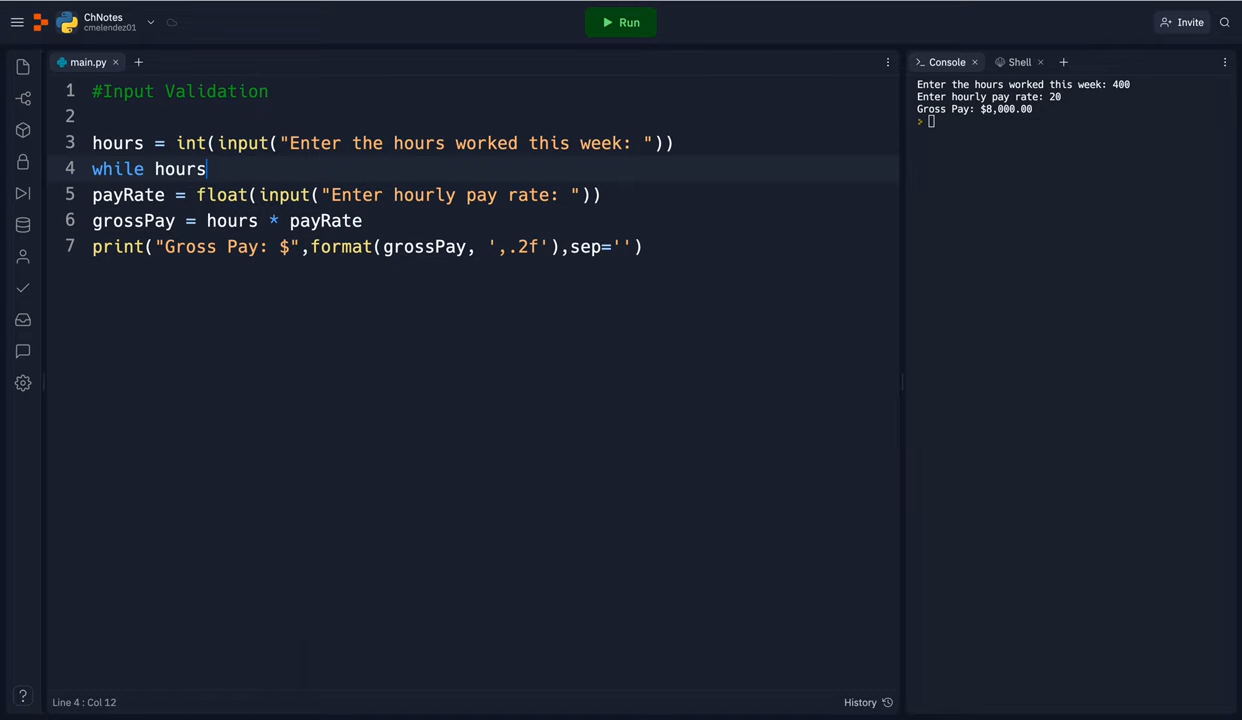 ChNotes
cmelendez01
Run
Invite
main.py
Console
Shell
1 #Input Validation
2
3 hours = int(input("Enter the hours worked this week: "))
4 while hours
5 payRate = float(input("Enter hourly pay rate: "))
6 grossPay = hours * payRate
7 print("Gross Pay: $",format(grossPay, ',.2f'),sep='')
Enter the hours worked this week: 400
Enter hourly pay rate: 20
Gross Pay: $8,000.00
Line 4 : Col 12
History